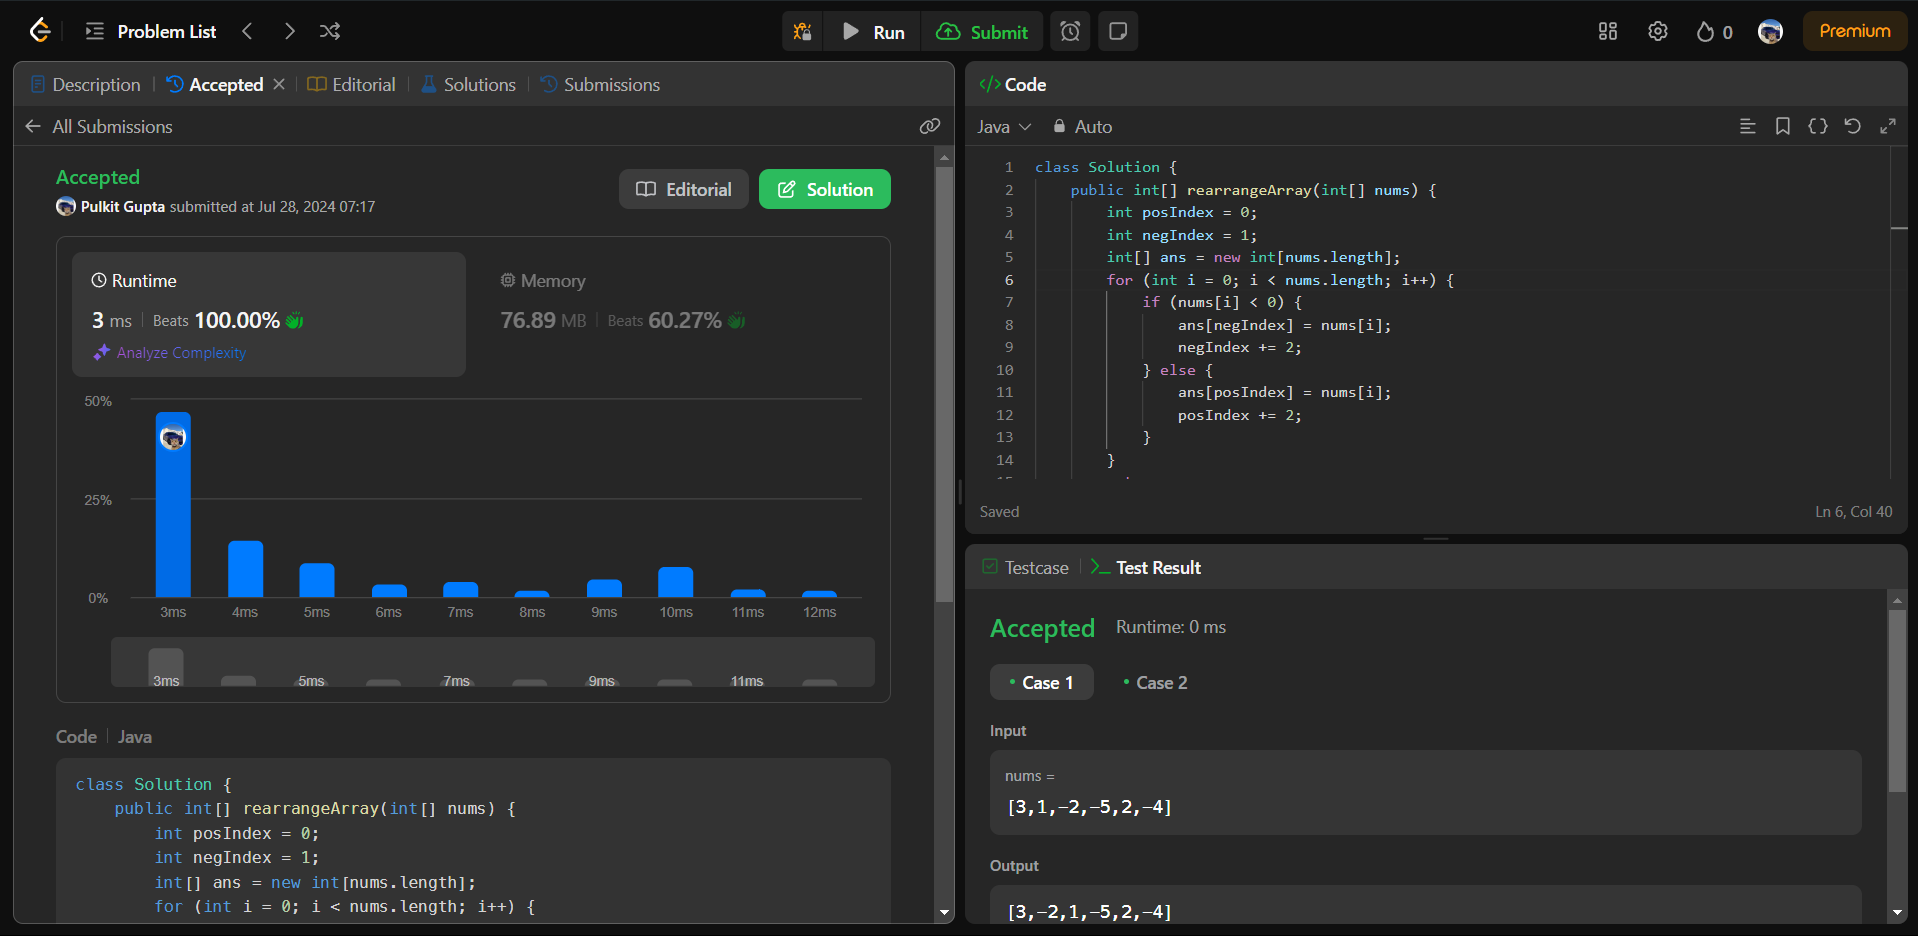 Problem List
Run
Submit
0
Premium
Description
Accepted
Editorial
Solutions
Submissions
All Submissions
Accepted
Pulkit Gupta submitted at Jul 28, 2024 07:17
Editorial
Solution
Runtime
3 ms
Beats 100.00%
Analyze Complexity
Memory
76.89 MB
Beats 60.27%
50%
25%
0%
3ms 4ms 5ms 6ms 7ms 8ms 9ms 10ms 11ms 12ms
3ms 5ms 7ms 9ms 11ms
Code
Java
class Solution {
public int[] rearrangeArray(int[] nums) {
int posIndex = 0;
int negIndex = 1;
int[] ans = new int[nums.length];
for (int i = 0; i < nums.length; i++) {
</> Code
Java
Auto
1 class Solution {
2 public int[] rearrangeArray(int[] nums) {
3 int posIndex = 0;
4 int negIndex = 1;
5 int[] ans = new int[nums.length];
6 for (int i = 0; i < nums.length; i++) {
7 if (nums[i] < 0) {
8 ans[negIndex] = nums[i];
9 negIndex += 2;
10 } else {
11 ans[posIndex] = nums[i];
12 posIndex += 2;
13 }
14 }
Saved
Ln 6, Col 40
Testcase
Test Result
Accepted
Runtime: 0 ms
Case 1
Case 2
Input
nums =
[3,1,-2,-5,2,-4]
Output
[3,-2,1,-5,2,-4]